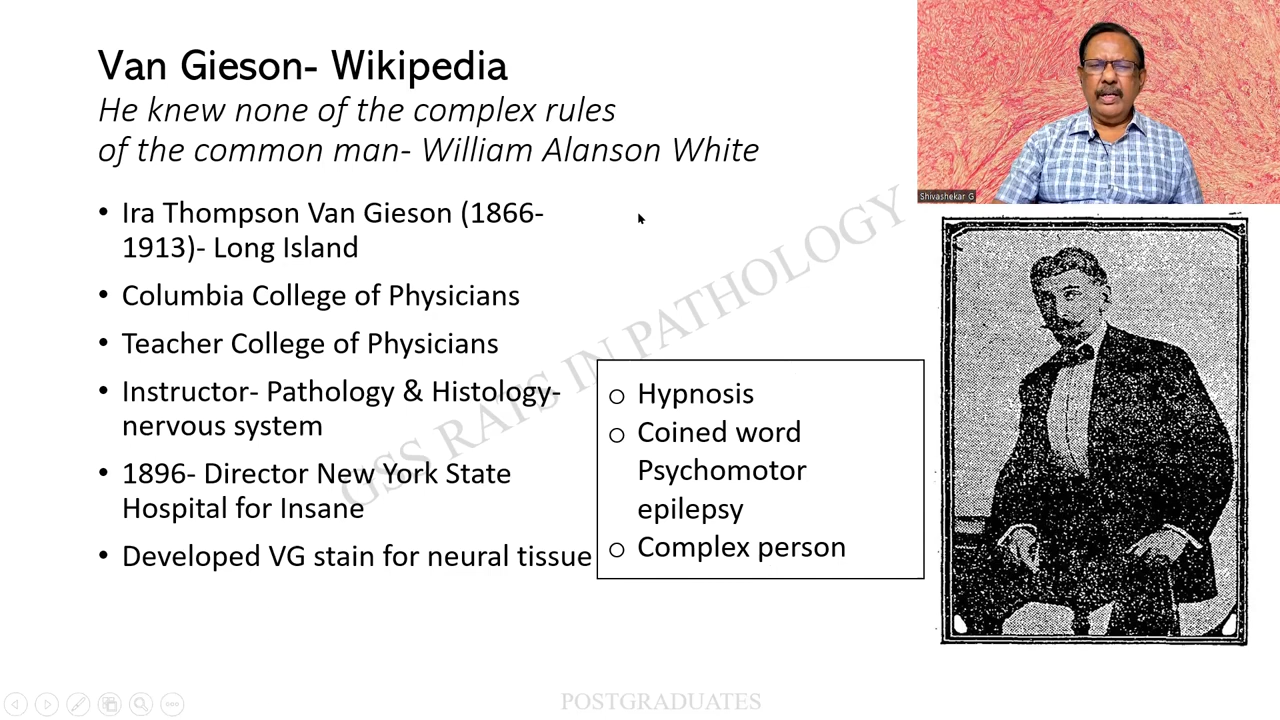 Van Gieson- Wikipedia
He knew none of the complex rules
of the common man- William Alanson White
• Ira Thompson Van Gieson (1866-
1913)- Long Island
• Columbia College of Physicians
• Teacher College of Physicians
• Instructor- Pathology & Histology-
nervous system
• 1896- Director New York State
Hospital for Insane
• Developed VG stain for neural tissue
○ Hypnosis
○ Coined word
Psychomotor
epilepsy
○ Complex person
Shivashekar G
GSS RAITS IN PATHOLOGY
POSTGRADUATES